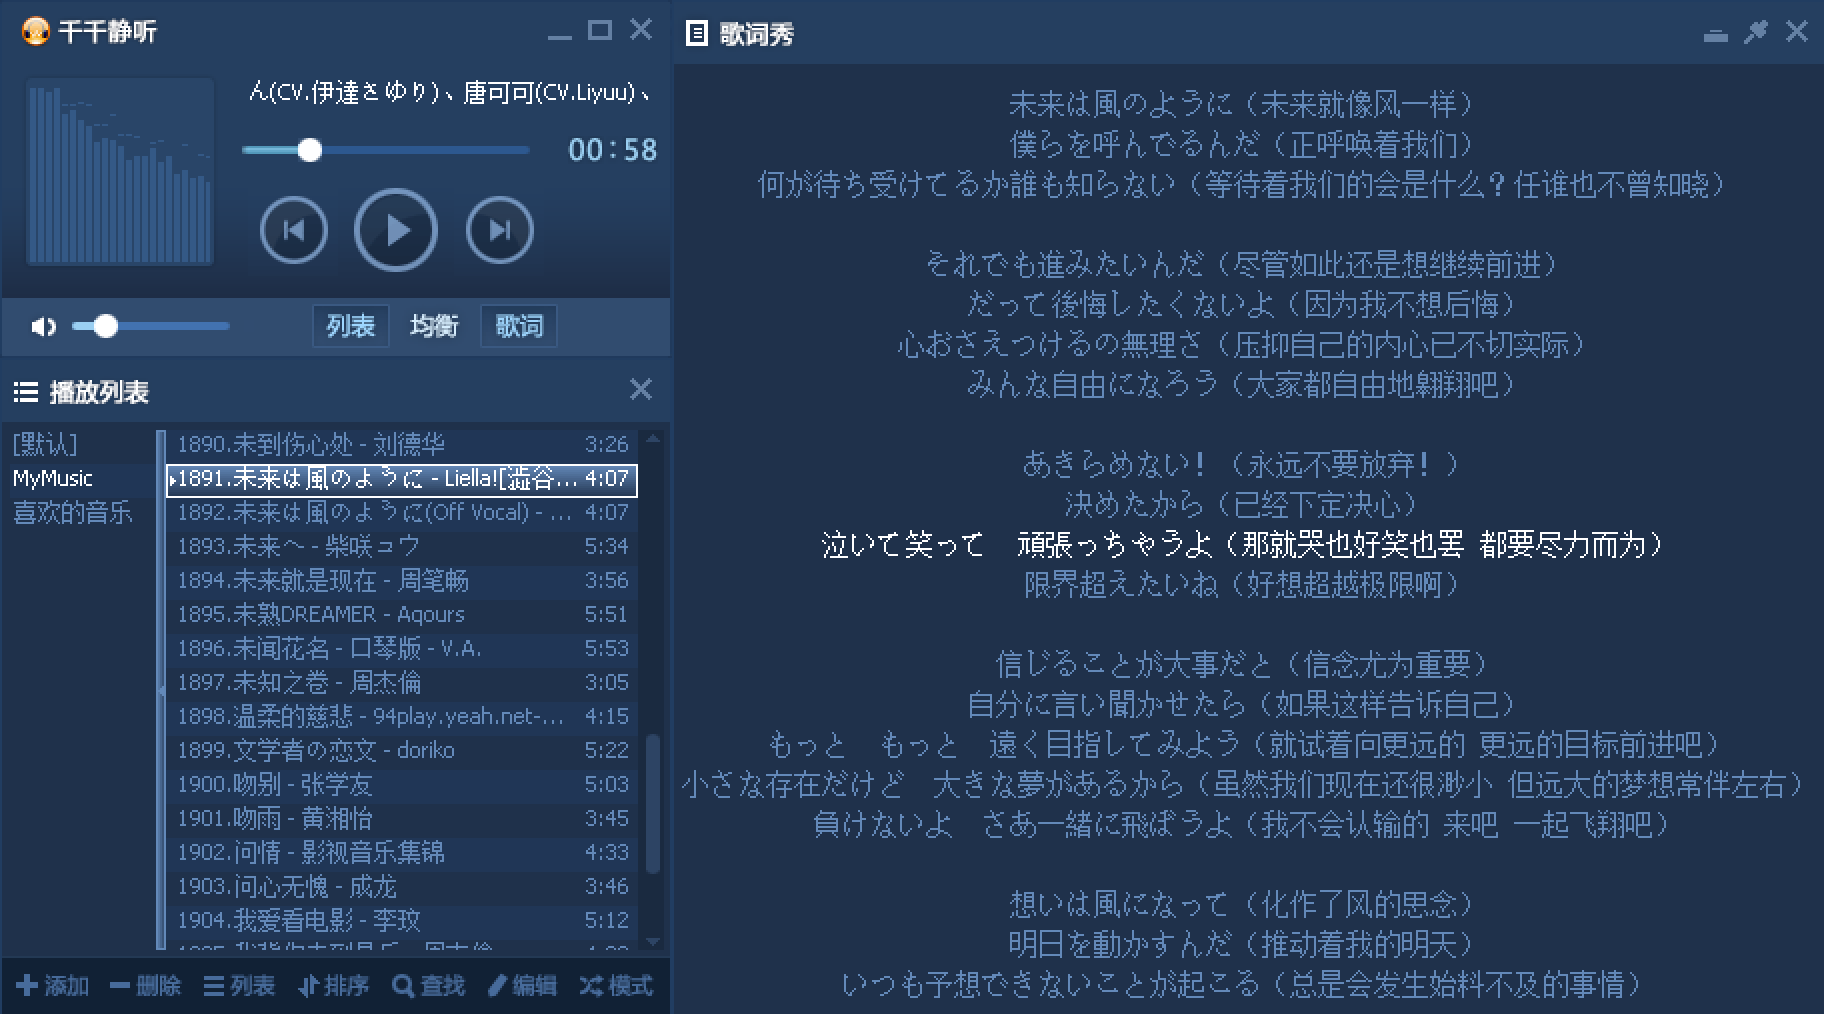 千千静听
ん(CV.伊達さゆり)、唐可可(CV.Liyuu)、
00:58
列表 均衡 歌词
播放列表
[默认]
MyMusic
喜欢的音乐
1890.未到伤心处 - 刘德华 3:26
1891.未来は風のように - Liella![澁谷... 4:07
1892.未来は風のように(Off Vocal) - ... 4:07
1893.未来へ - 柴咲コウ 5:34
1894.未来就是现在 - 周笔畅 3:56
1895.未熟DREAMER - Aqours 5:51
1896.未闻花名 - 口琴版 - V.A. 5:53
1897.未知之卷 - 周杰倫 3:05
1898.温柔的慈悲 - 94play.yeah.net-... 4:15
1899.文学者の恋文 - doriko 5:22
1900.吻别 - 张学友 5:03
1901.吻雨 - 黄湘怡 3:45
1902.问情 - 影视音乐集锦 4:33
1903.问心无愧 - 成龙 3:46
1904.我爱看电影 - 李玟 5:12
添加 删除 列表 排序 查找 编辑 模式
歌词秀
未来は風のように（未来就像风一样）
僕らを呼んでるんだ（正呼唤着我们）
何が待ち受けてるか誰も知らない（等待着我们的会是什么？任谁也不曾知晓）
それでも進みたいんだ（尽管如此还是想继续前进）
だって後悔したくないよ（因为我不想后悔）
心おさえつけるの無理さ（压抑自己的内心已不切实际）
みんな自由になろう（大家都自由地翱翔吧）
あきらめない！（永远不要放弃！）
決めたから（已经下定决心）
泣いて笑って　頑張っちゃうよ（那就哭也好笑也罢 都要尽力而为）
限界超えたいね（好想超越极限啊）
信じることが大事だと（信念尤为重要）
自分に言い聞かせたら（如果这样告诉自己）
もっと　もっと　遠く目指してみよう（就试着向更远的 更远的目标前进吧）
小さな存在だけど　大きな夢があるから（虽然我们现在还很渺小 但远大的梦想常伴左右）
負けないよ　さあ一緒に飛ぼうよ（我不会认输的 来吧 一起飞翔吧）
想いは風になって（化作了风的思念）
明日を動かすんだ（推动着我的明天）
いつも予想できないことが起こる（总是会发生始料不及的事情）